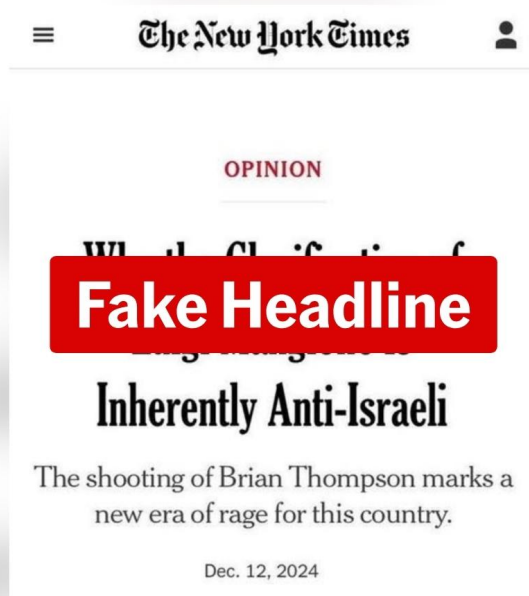 The New York Times
OPINION
Fake Headline
Inherently Anti-Israeli
The shooting of Brian Thompson marks a
new era of rage for this country.
Dec. 12, 2024